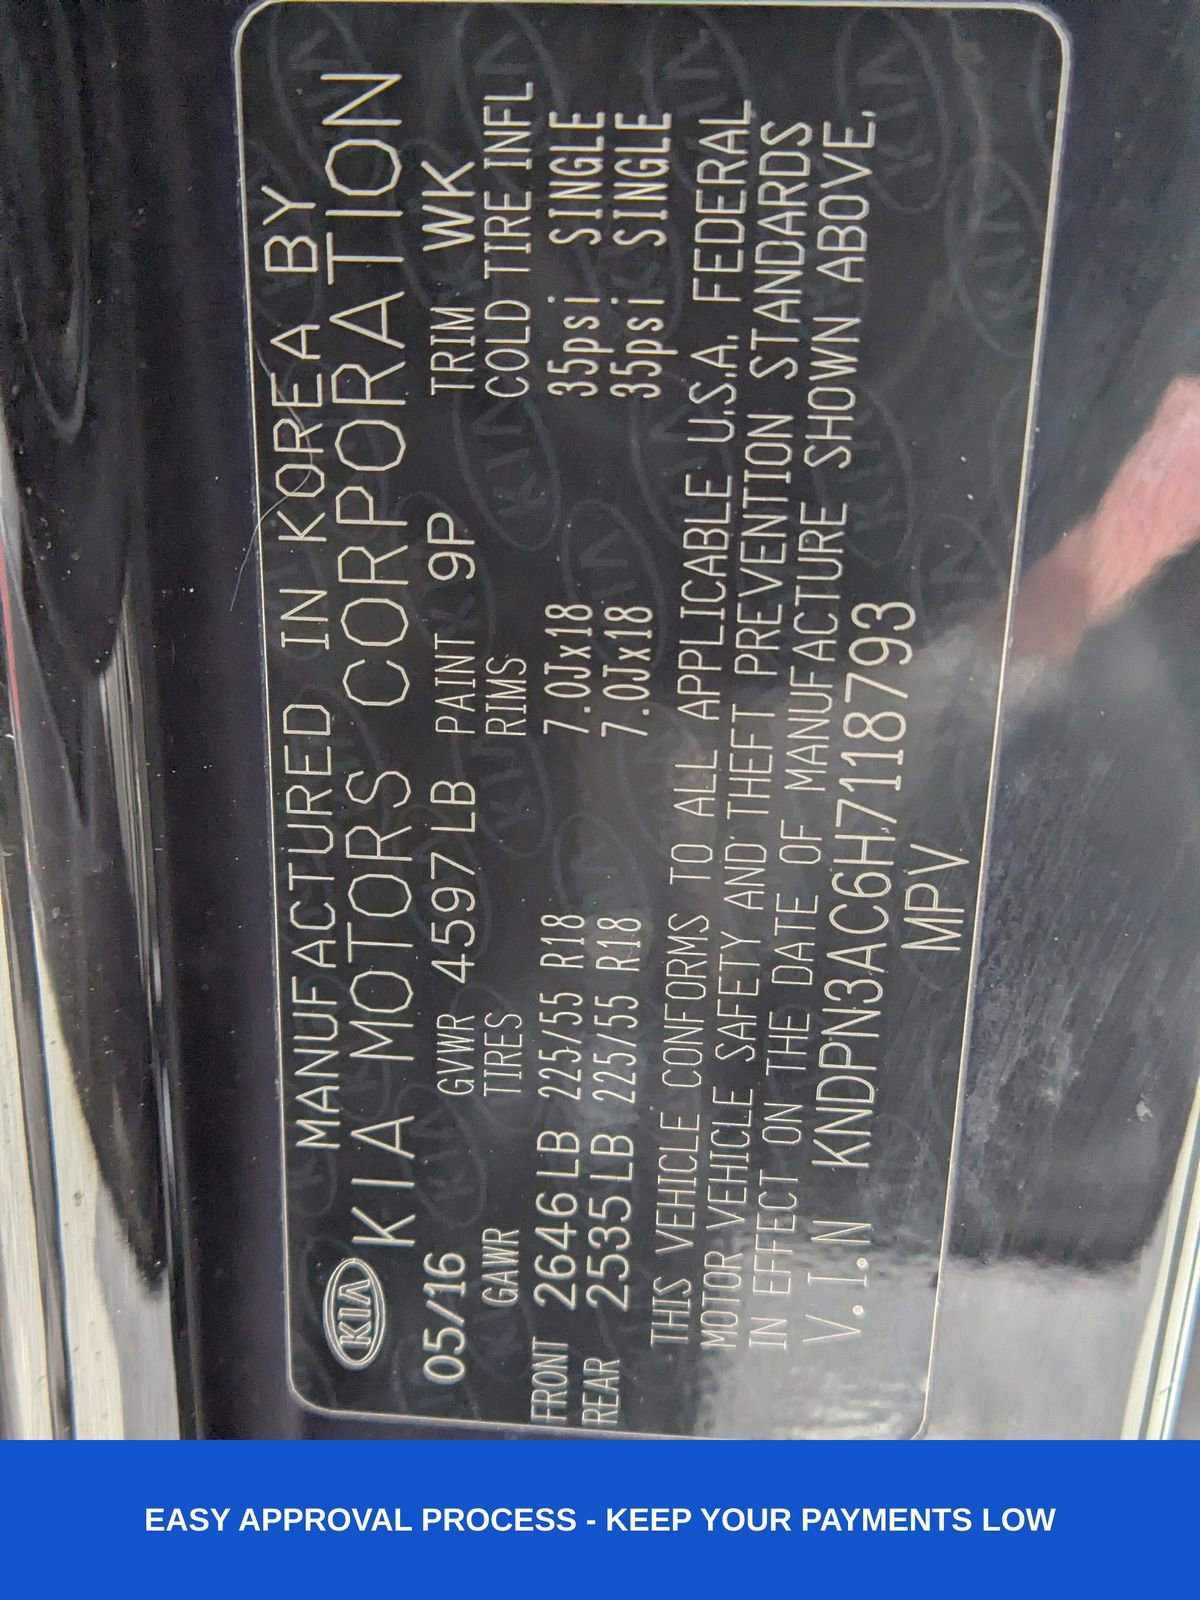 KIA
MANUFACTURED IN KOREA BY
KIA MOTORS CORPORATION
05/16 GVWR 4597 LB PAINT 9P TRIM WK
GAWR TIRES RIMS COLD TIRE INFL
FRONT 2646 LB 225/55 R18 7.0Jx18 35psi SINGLE
REAR 2535 LB 225/55 R18 7.0Jx18 35psi SINGLE
THIS VEHICLE CONFORMS TO ALL APPLICABLE U.S.A. FEDERAL
MOTOR VEHICLE SAFETY AND THEFT PREVENTION STANDARDS
IN EFFECT ON THE DATE OF MANUFACTURE SHOWN ABOVE.
V.I.N KNDPN3AC6H7118793
MPV
EASY APPROVAL PROCESS - KEEP YOUR PAYMENTS LOW